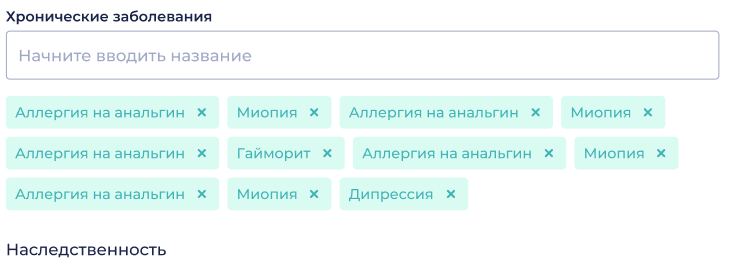 Хронические заболевания
Начните вводить название
Аллергия на анальгин × Миопия × Аллергия на анальгин × Миопия ×
Аллергия на анальгин × Гайморит × Аллергия на анальгин × Миопия ×
Аллергия на анальгин × Миопия × Дипрессия ×
Наследственность